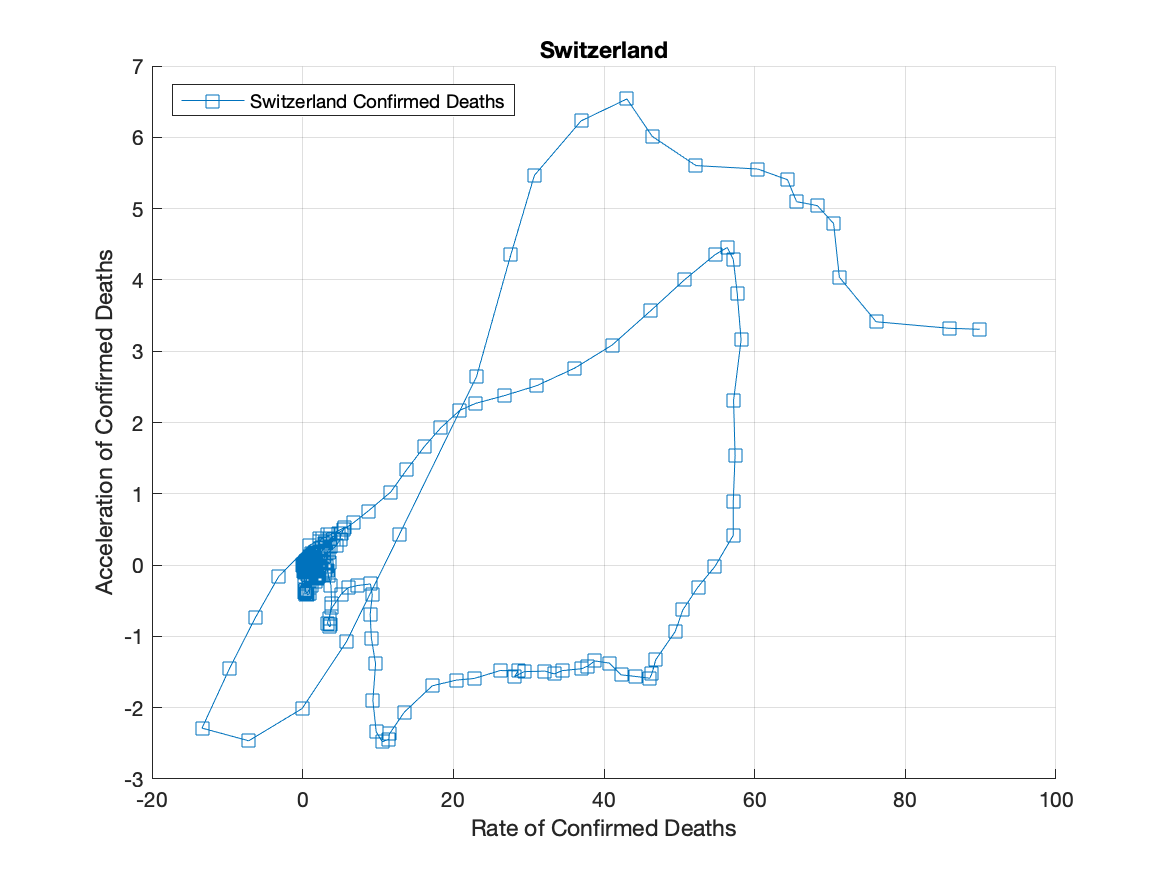 Switzerland
Switzerland Confirmed Deaths
7
6
5
4
3
2
1
0
-1
-2
-3
Acceleration of Confirmed Deaths
-20 0 20 40 60 80 100
Rate of Confirmed Deaths